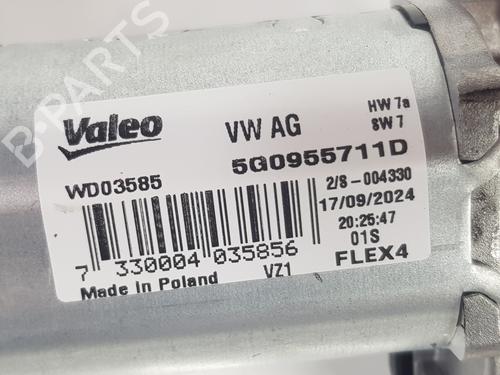 Valeo
VW AG
HW 7a
SW 7
5G0955711D
WD03585
2/S-004330
17/09/2024
20:25:47
01S
FLEX4
7 330004 035856
VZ1
Made in Poland
B-PARTS